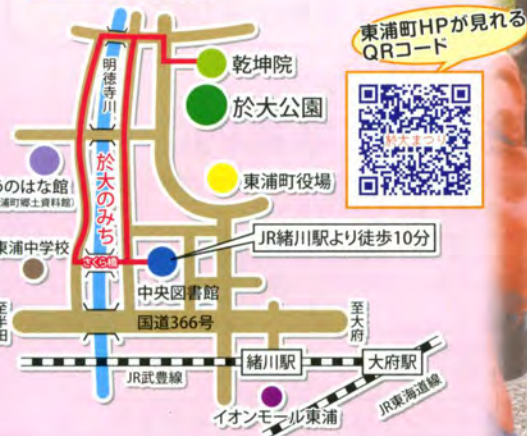 東浦町HPが見れる
QRコード
於大まつり
明徳寺川
乾坤院
於大公園
於大のみち
うのはな館
浦町郷土資料館)
東浦町役場
東浦中学校
さくら橋
JR緒川駅より徒歩10分
中央図書館
至半田
国道366号
至大府
緒川駅
大府駅
JR武豊線
JR東海道線
イオンモール東浦